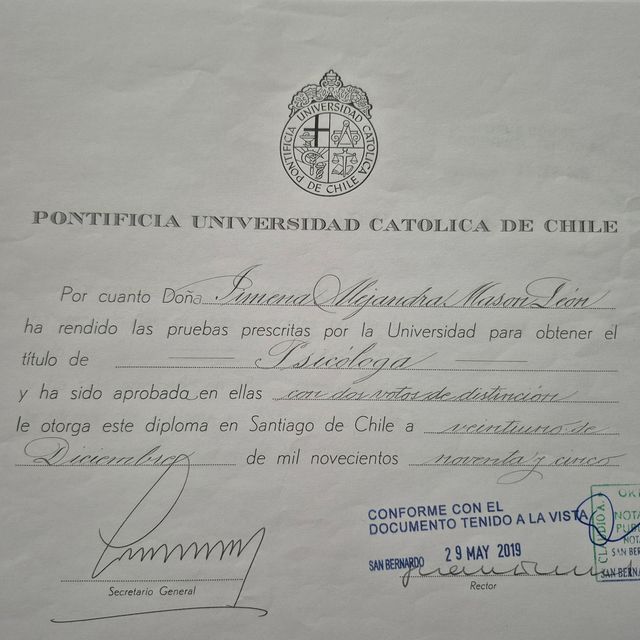 PONTIFICIA UNIVERSIDAD CATOLICA DE CHILE
PONTIFICIA UNIVERSIDAD CATOLICA DE CHILE
Por cuanto Doña Jimena Alejandra Mason León
ha rendido las pruebas prescritas por la Universidad para obtener el
título de Psicóloga
y ha sido aprobada en ellas con dos votos de distinción
le otorga este diploma en Santiago de Chile a veintiuno de
Diciembre de mil novecientos noventa y cinco
CONFORME CON EL
DOCUMENTO TENIDO A LA VISTA
SAN BERNARDO 29 MAY 2019
Secretario General
Rector
CLAUDIO A.
SAN BERNA